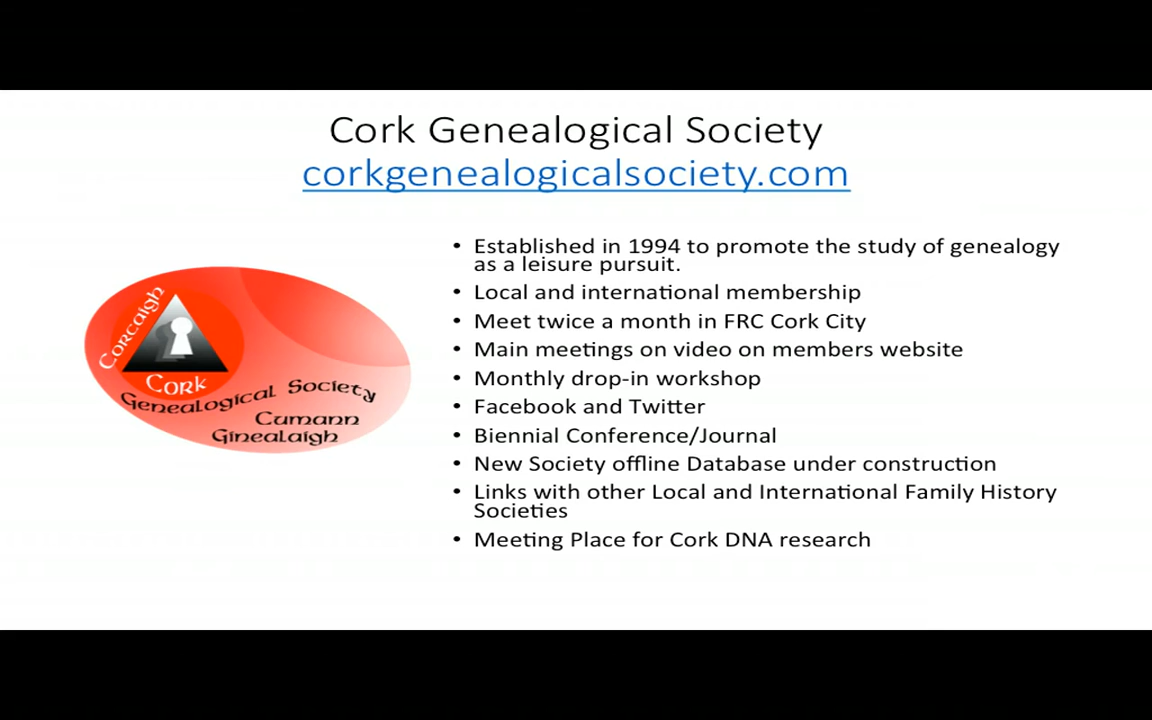 Cork Genealogical Society
corkgenealogicalsociety.com
• Established in 1994 to promote the study of genealogy
as a leisure pursuit.
• Local and international membership
• Meet twice a month in FRC Cork City
• Main meetings on video on members website
• Monthly drop-in workshop
• Facebook and Twitter
• Biennial Conference/Journal
• New Society offline Database under construction
• Links with other Local and International Family History
Societies
• Meeting Place for Cork DNA research
Corcaigh
Cork
Genealogical Society
Cumann
Ginealaigh